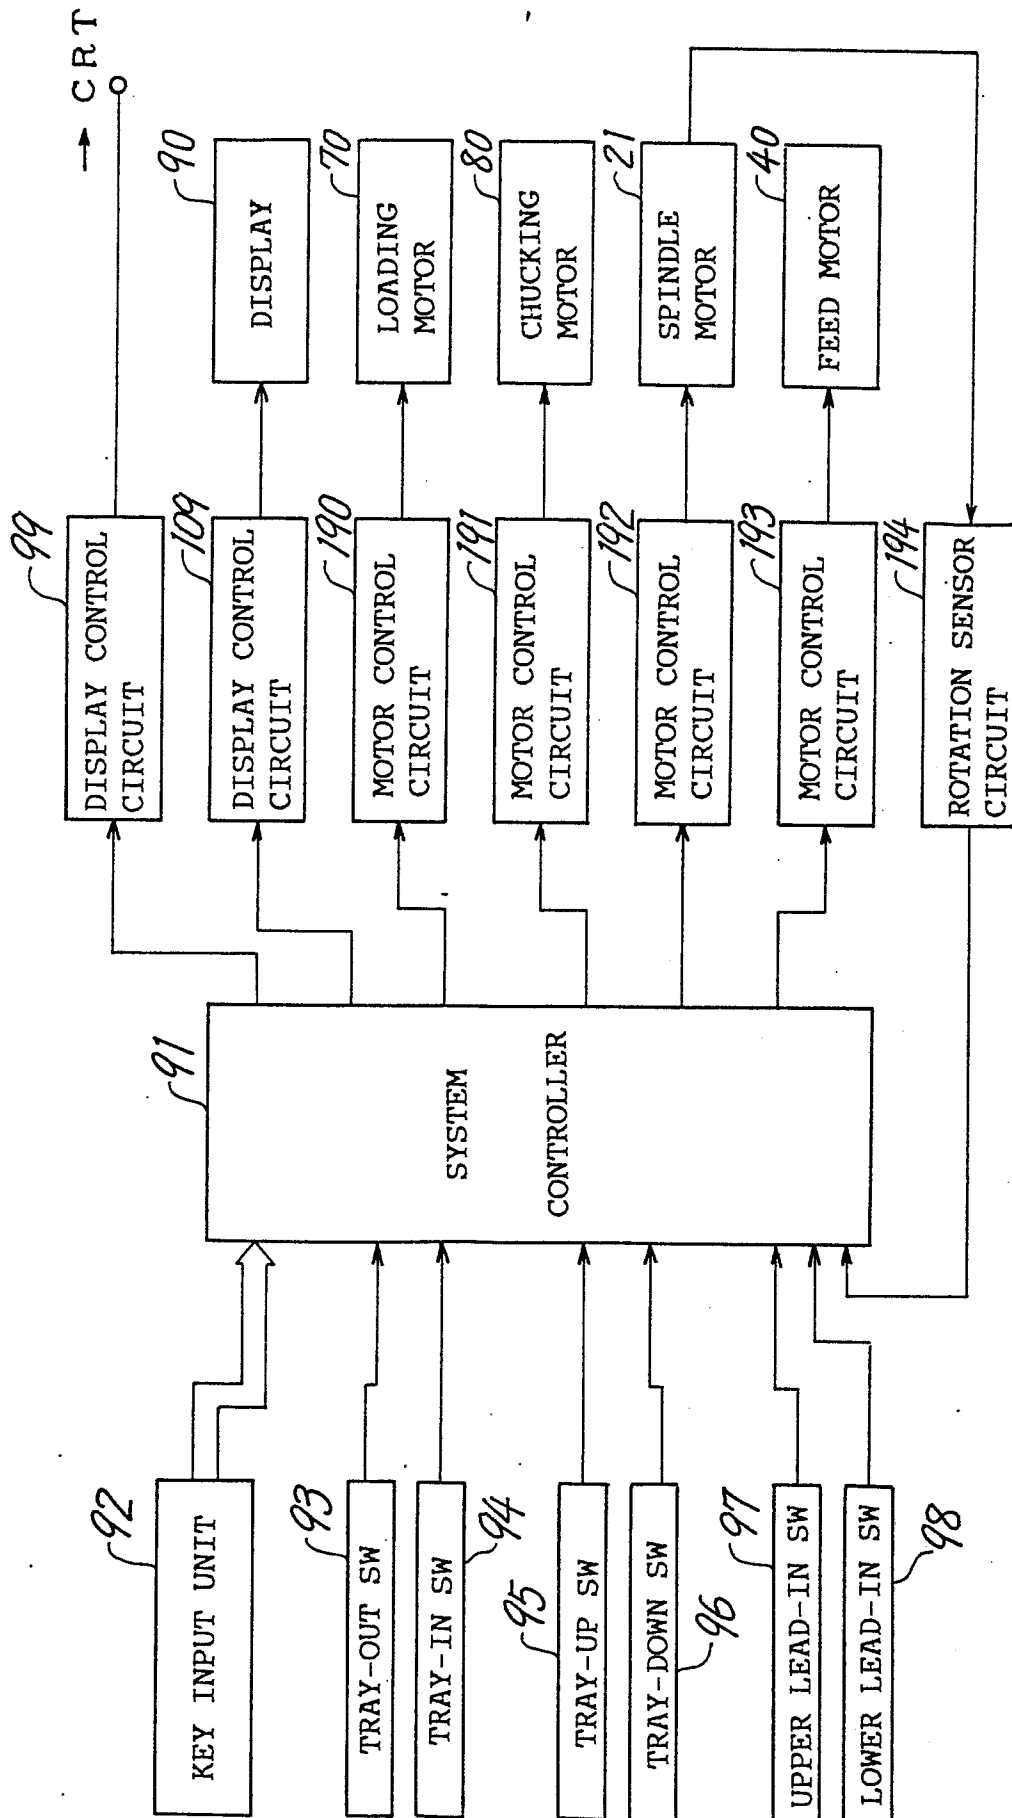 → CRT
99
DISPLAY CONTROL
CIRCUIT
109
DISPLAY CONTROL
CIRCUIT
90
DISPLAY
190
MOTOR CONTROL
CIRCUIT
70
LOADING
MOTOR
191
MOTOR CONTROL
CIRCUIT
80
CHUCKING
MOTOR
192
MOTOR CONTROL
CIRCUIT
21
SPINDLE
MOTOR
193
MOTOR CONTROL
CIRCUIT
40
FEED MOTOR
194
ROTATION SENSOR
CIRCUIT
91
SYSTEM
CONTROLLER
92
KEY INPUT UNIT
93
TRAY-OUT SW
TRAY-IN SW
94
95
TRAY-UP SW
TRAY-DOWN SW
96
97
UPPER LEAD-IN SW
LOWER LEAD-IN SW
98